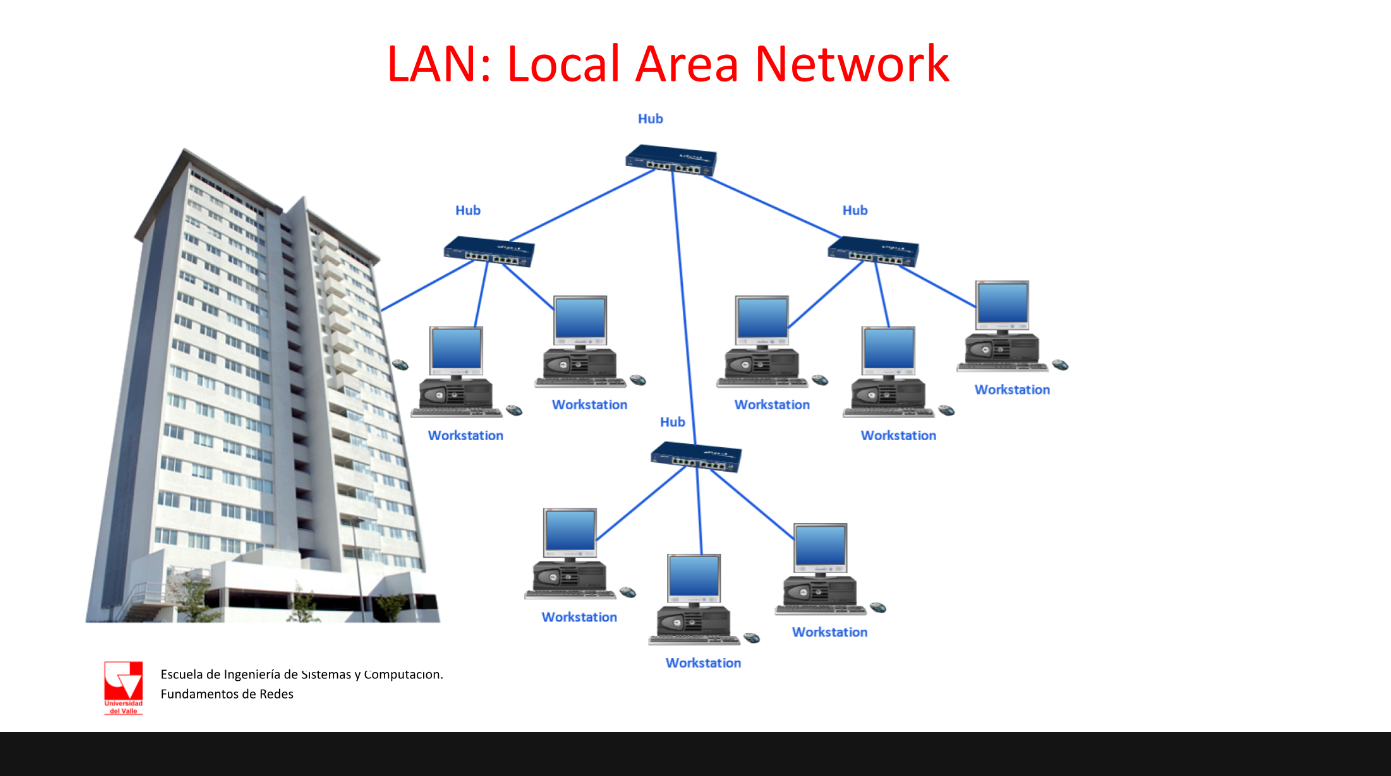 LAN: Local Area Network
Hub
Hub
Hub
Workstation
Workstation
Workstation
Workstation
Workstation
Hub
Workstation
Workstation
Workstation
Escuela de Ingeniería de Sistemas y Computación.
Fundamentos de Redes
Universidad
del Valle